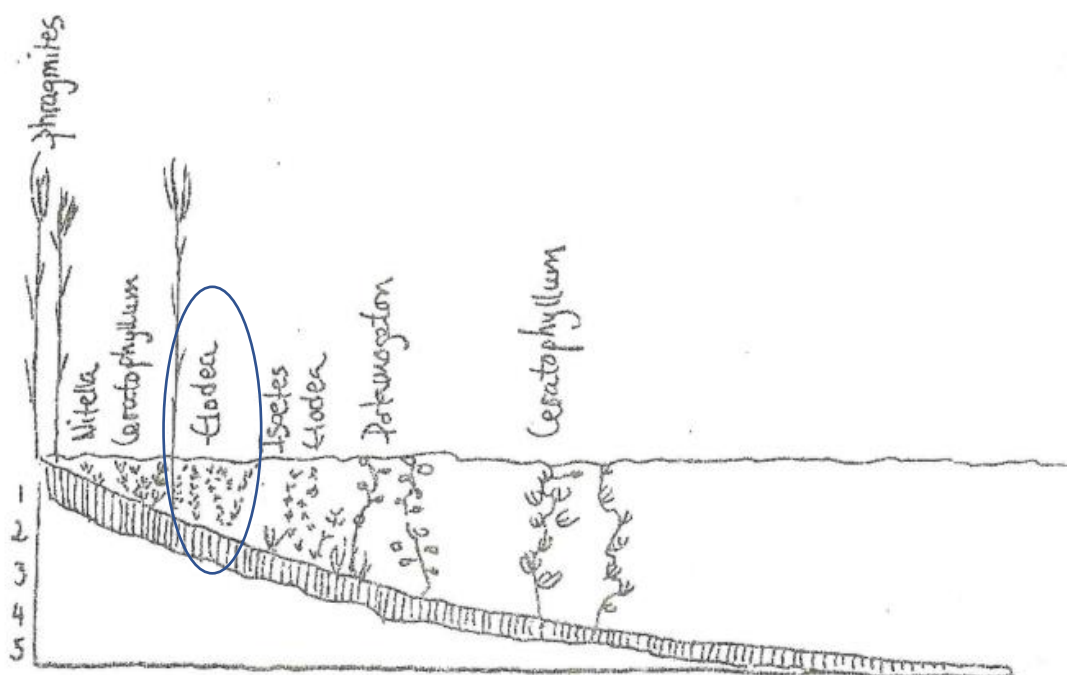 Phragmites
Nitella
Ceratophyllum
Elodea
Isoetes
Elodea
Potamogeton
Ceratophyllum
1
2
3
4
5